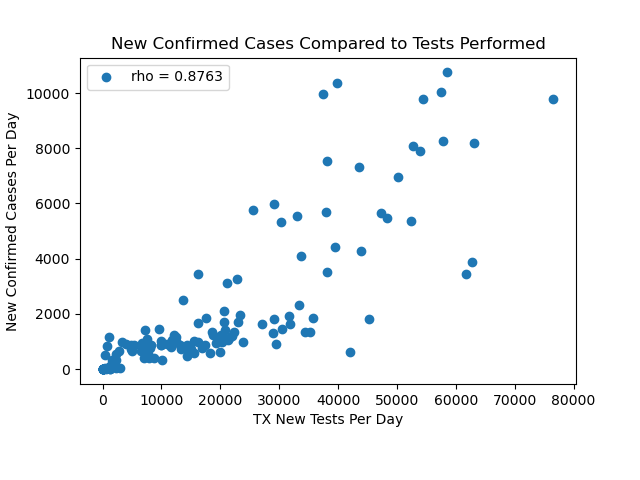 New Confirmed Cases Compared to Tests Performed
rho = 0.8763
10000
8000
6000
4000
2000
0
New Confirmed Caeses Per Day
0 10000 20000 30000 40000 50000 60000 70000 80000
TX New Tests Per Day